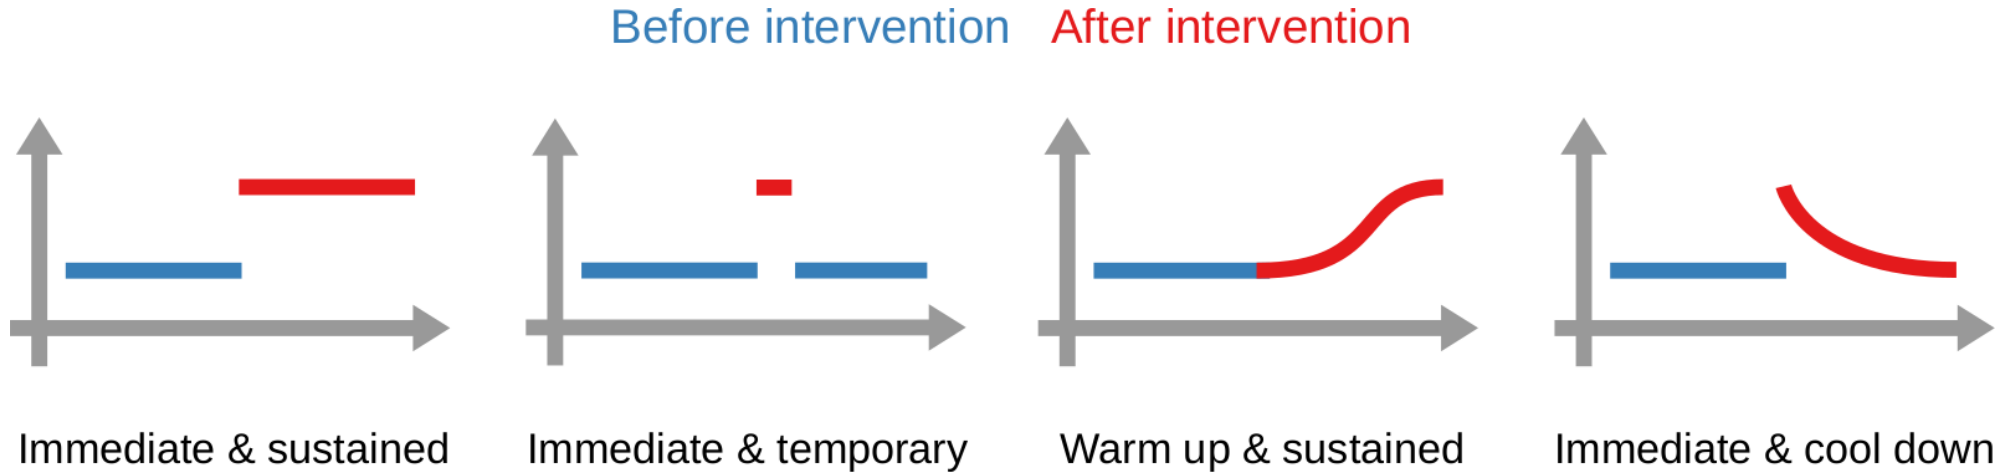 Before intervention After intervention
Immediate & sustained
Immediate & temporary
Warm up & sustained
Immediate & cool down